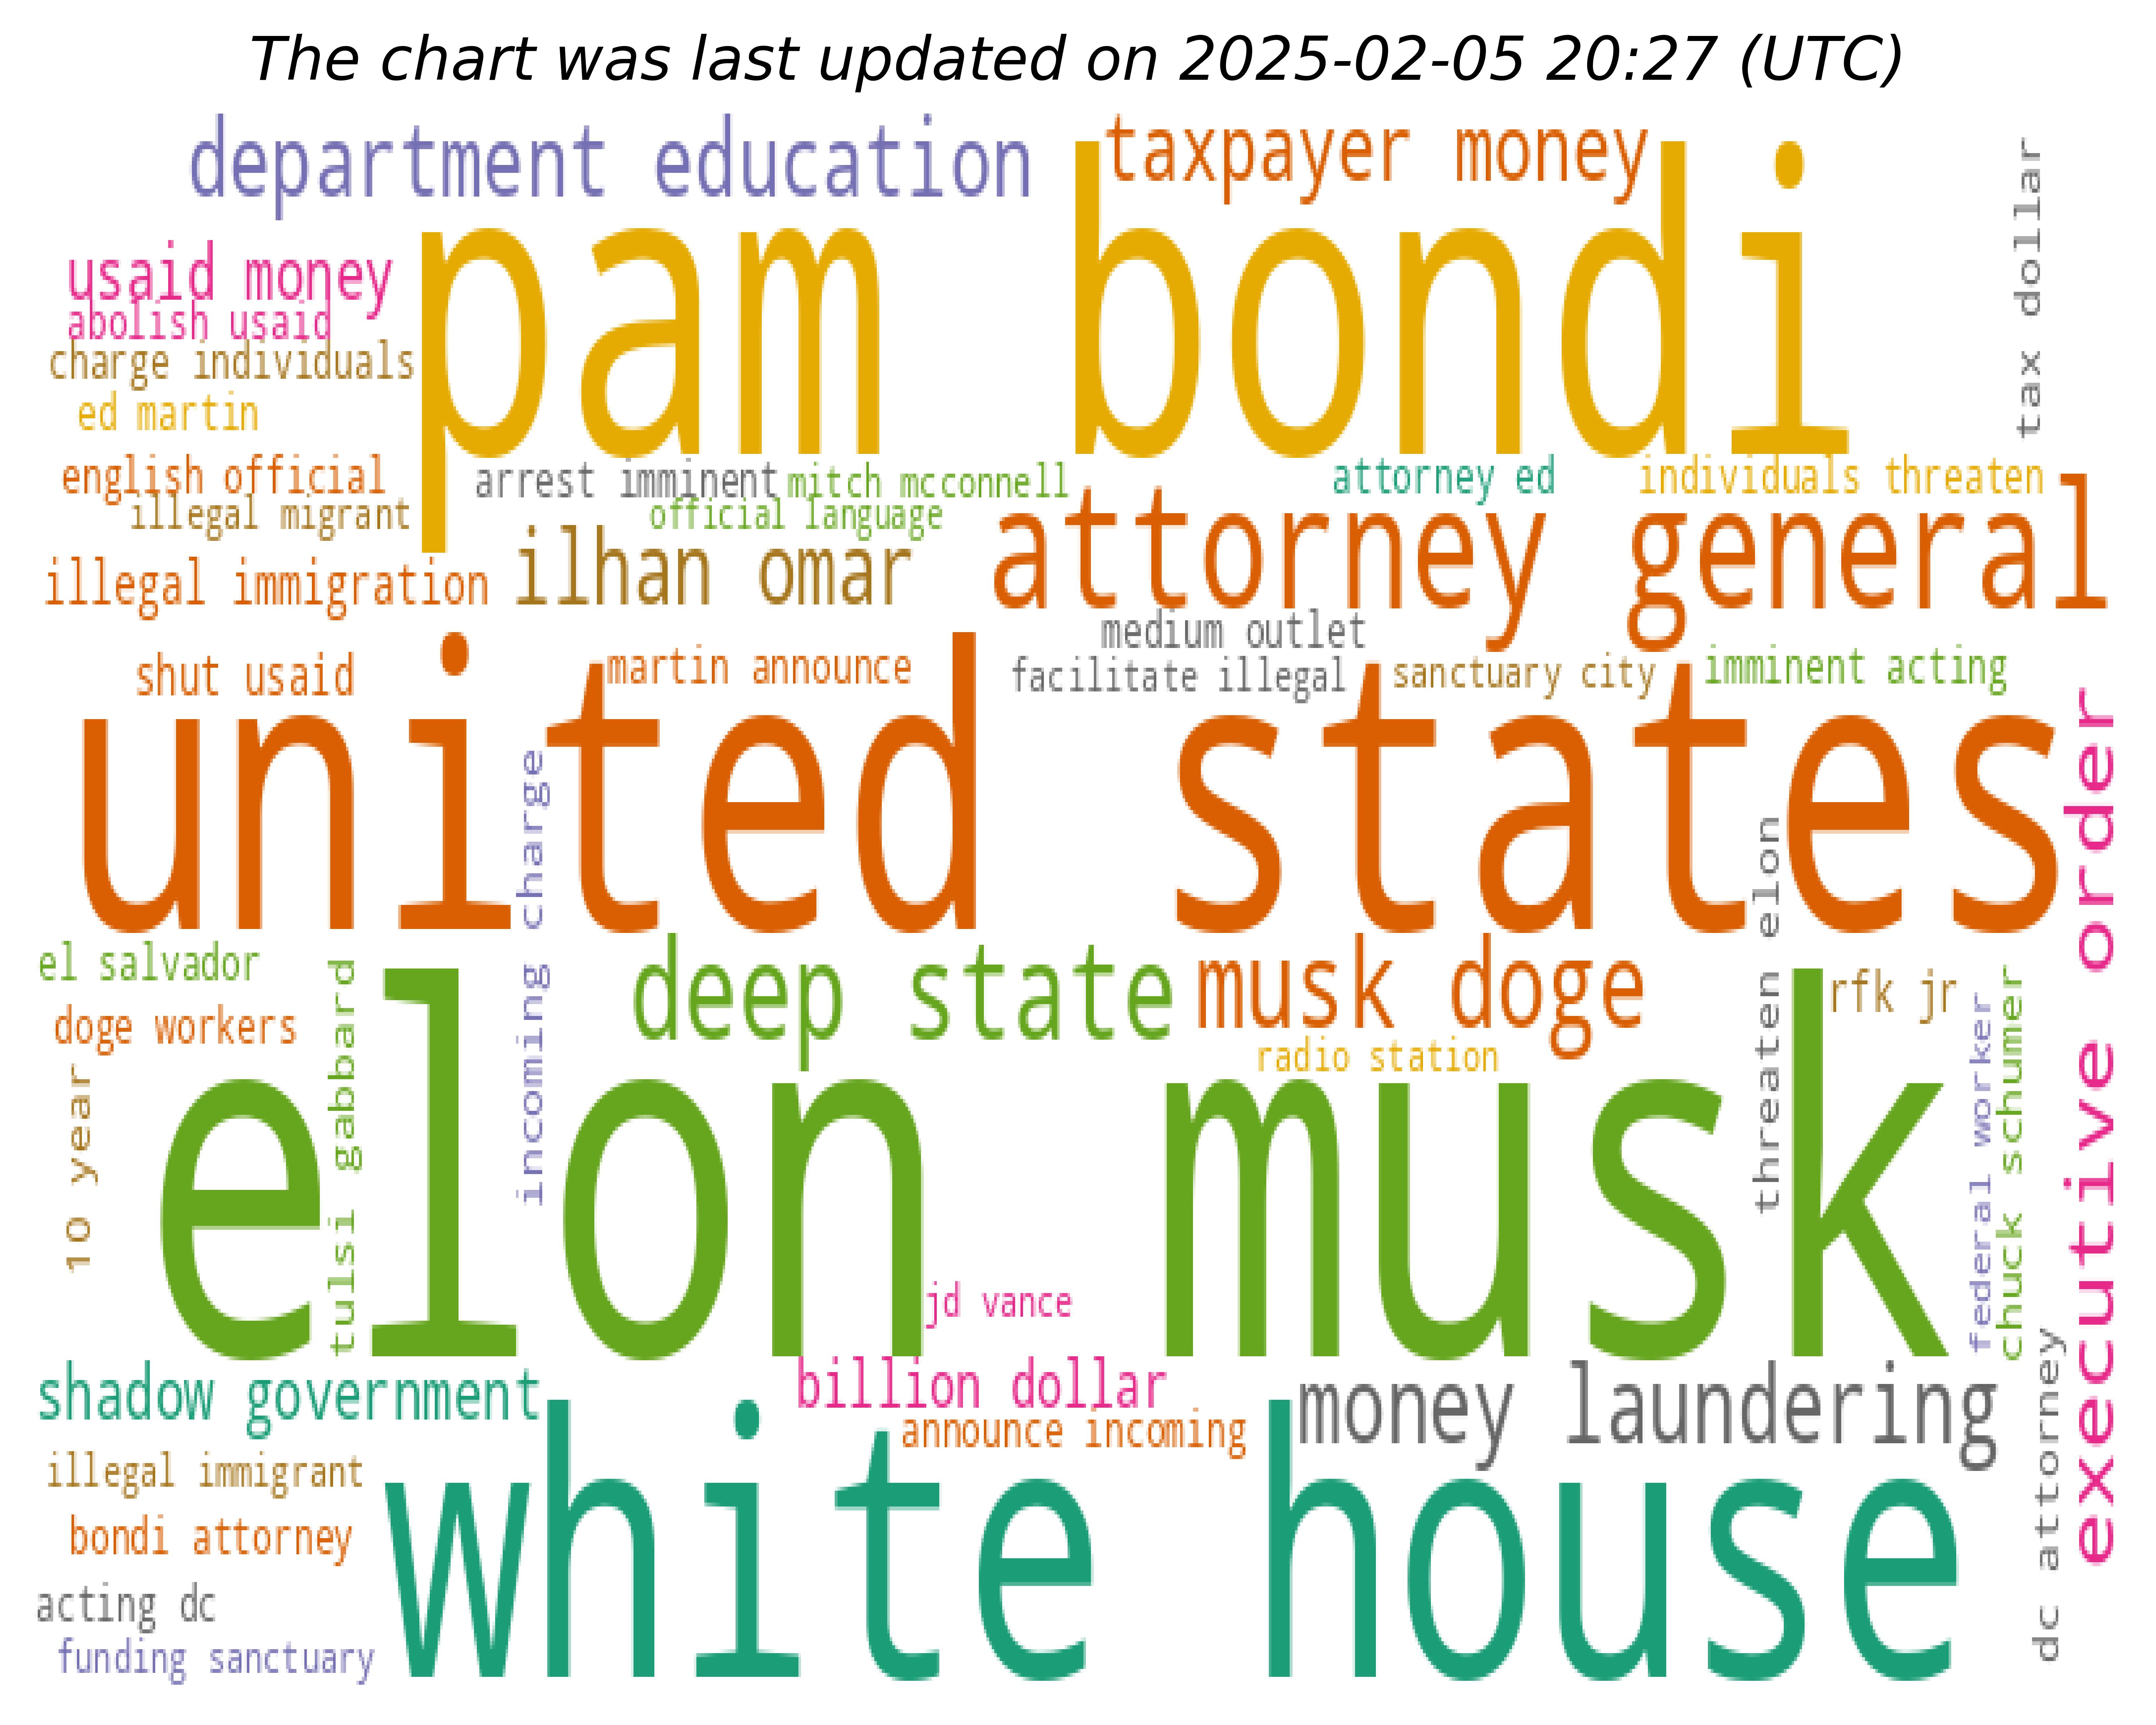 The chart was last updated on 2025-02-05 20:27 (UTC)
department education
taxpayer money
tax dollar
pam bondi
usaid money
abolish usaid
charge individuals
ed martin
english official
arrest imminent
mitch mcconnell
attorney ed
individuals threaten
illegal migrant
official language
attorney general
illegal immigration
ilhan omar
medium outlet
shut usaid
martin announce
facilitate illegal
sanctuary city
imminent acting
united states
executive order
incoming charge
threaten elon
el salvador
deep state
musk doge
rfk jr
doge workers
tulsi gabbard
radio station
federal worker
chuck schumer
10 year
elon musk
jd vance
shadow government
billion dollar
money laundering
announce incoming
dc attorney
illegal immigrant
white house
bondi attorney
acting dc
funding sanctuary